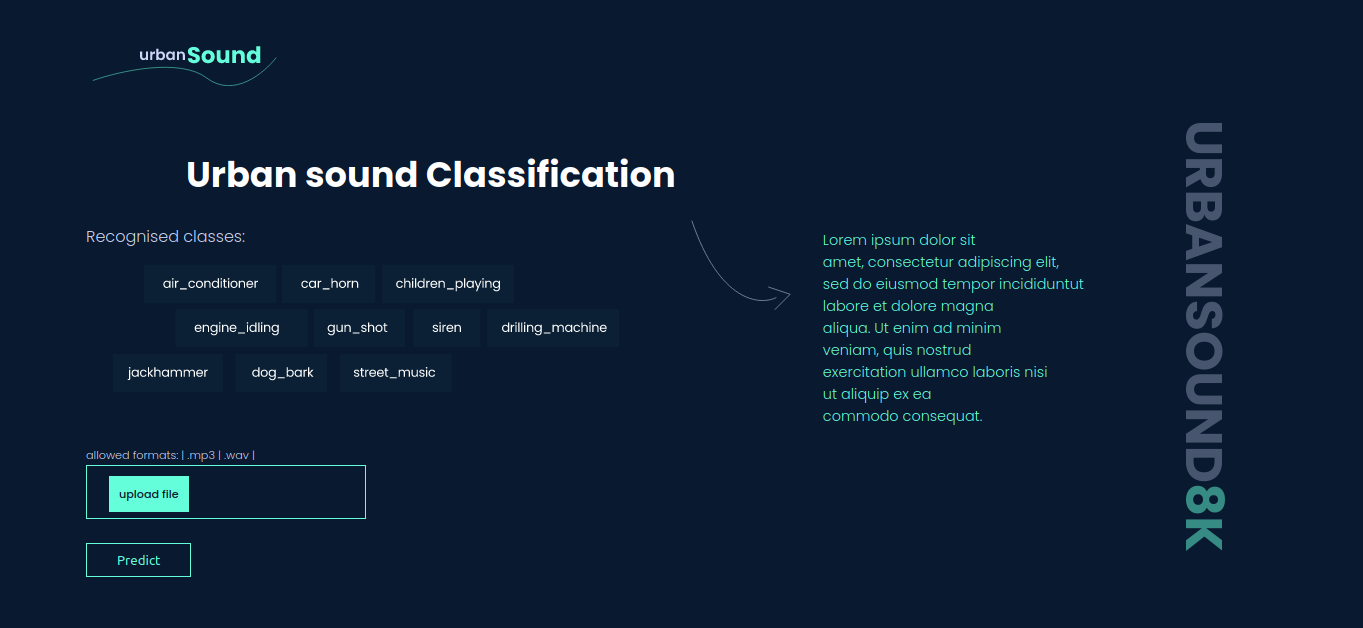 urbanSound
Urban sound Classification
Recognised classes:
air_conditioner car_horn children_playing
engine_idling gun_shot siren drilling_machine
jackhammer dog_bark street_music
allowed formats: | .mp3 | .wav |
upload file
Predict
Lorem ipsum dolor sit
amet, consectetur adipiscing elit,
sed do eiusmod tempor incididuntut
labore et dolore magna
aliqua. Ut enim ad minim
veniam, quis nostrud
exercitation ullamco laboris nisi
ut aliquip ex ea
commodo consequat.
URBANSOUND8K